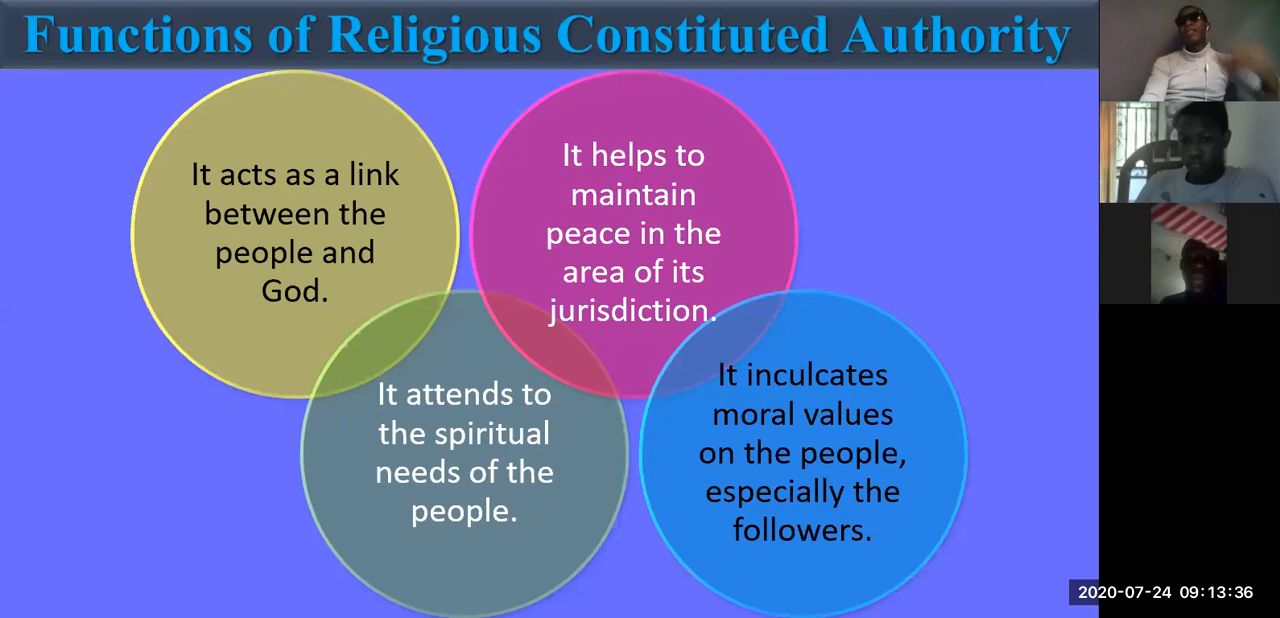 Functions of Religious Constituted Authority
It acts as a link
between the
people and
God.
It helps to
maintain
peace in the
area of its
jurisdiction.
It attends to
the spiritual
needs of the
people.
It inculcates
moral values
on the people,
especially the
followers.
2020-07-24 09:13:36